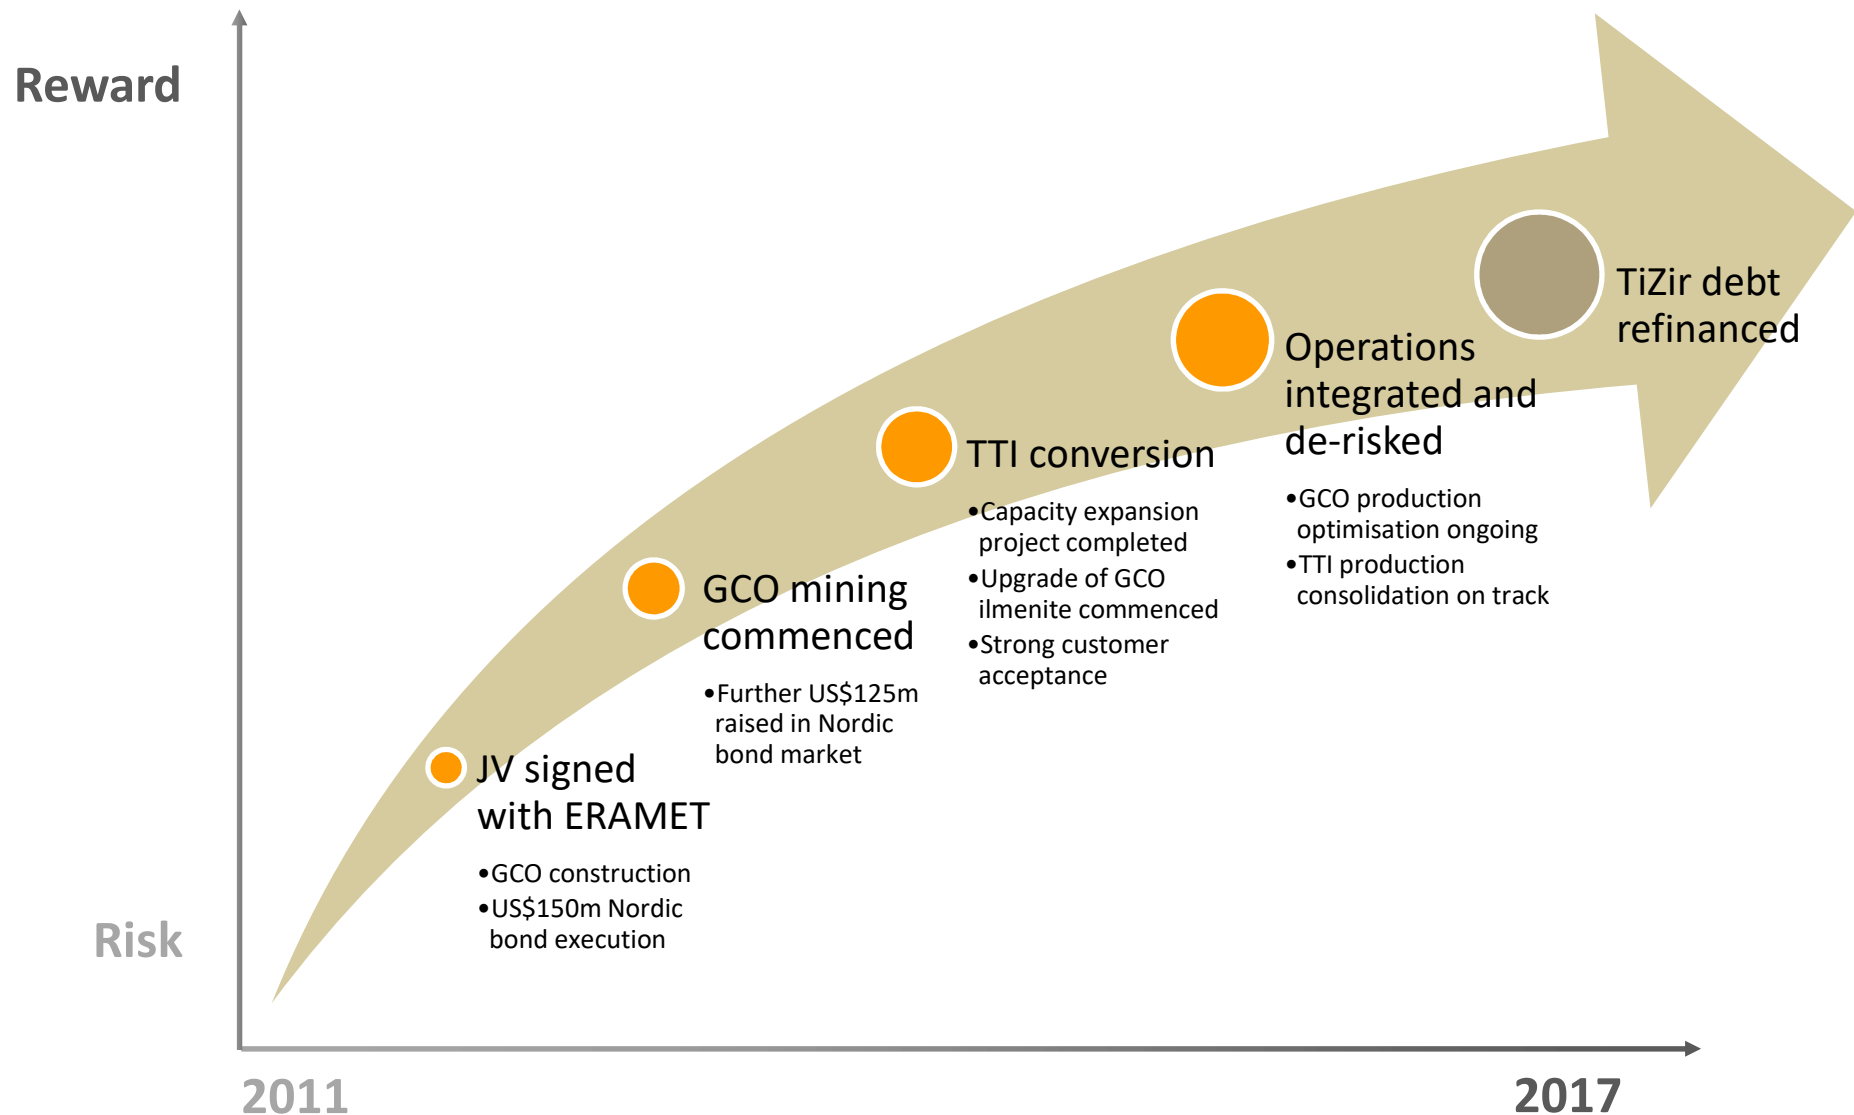 Reward
Risk
2011
2017
JV signed
with ERAMET
•GCO construction
•US$150m Nordic
bond execution
GCO mining
commenced
•Further US$125m
raised in Nordic
bond market
TTI conversion
•Capacity expansion
project completed
•Upgrade of GCO
ilmenite commenced
•Strong customer
acceptance
Operations
integrated and
de-risked
•GCO production
optimisation ongoing
•TTI production
consolidation on track
TiZir debt
refinanced